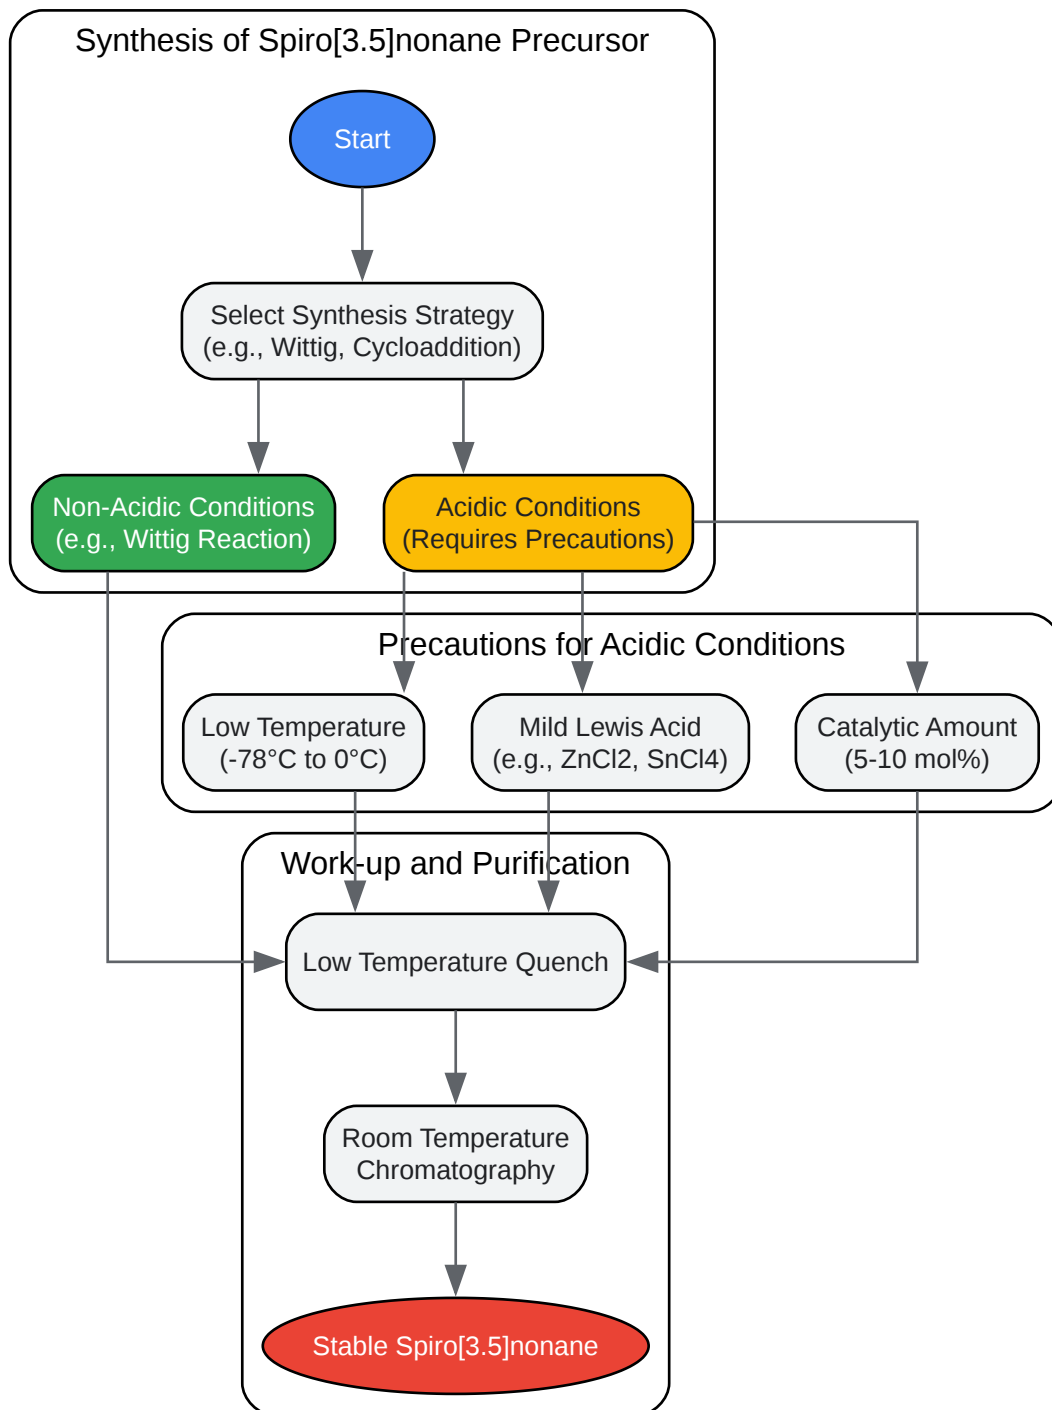 Synthesis of Spiro[3.5]nonane Precursor
Start
Select Synthesis Strategy
(e.g., Wittig, Cycloaddition)
Non-Acidic Conditions
(e.g., Wittig Reaction)
Acidic Conditions
(Requires Precautions)
Precautions for Acidic Conditions
Low Temperature
(-78°C to 0°C)
Mild Lewis Acid
(e.g., ZnCl2, SnCl4)
Catalytic Amount
(5-10 mol%)
Work-up and Purification
Low Temperature Quench
Room Temperature
Chromatography
Stable Spiro[3.5]nonane